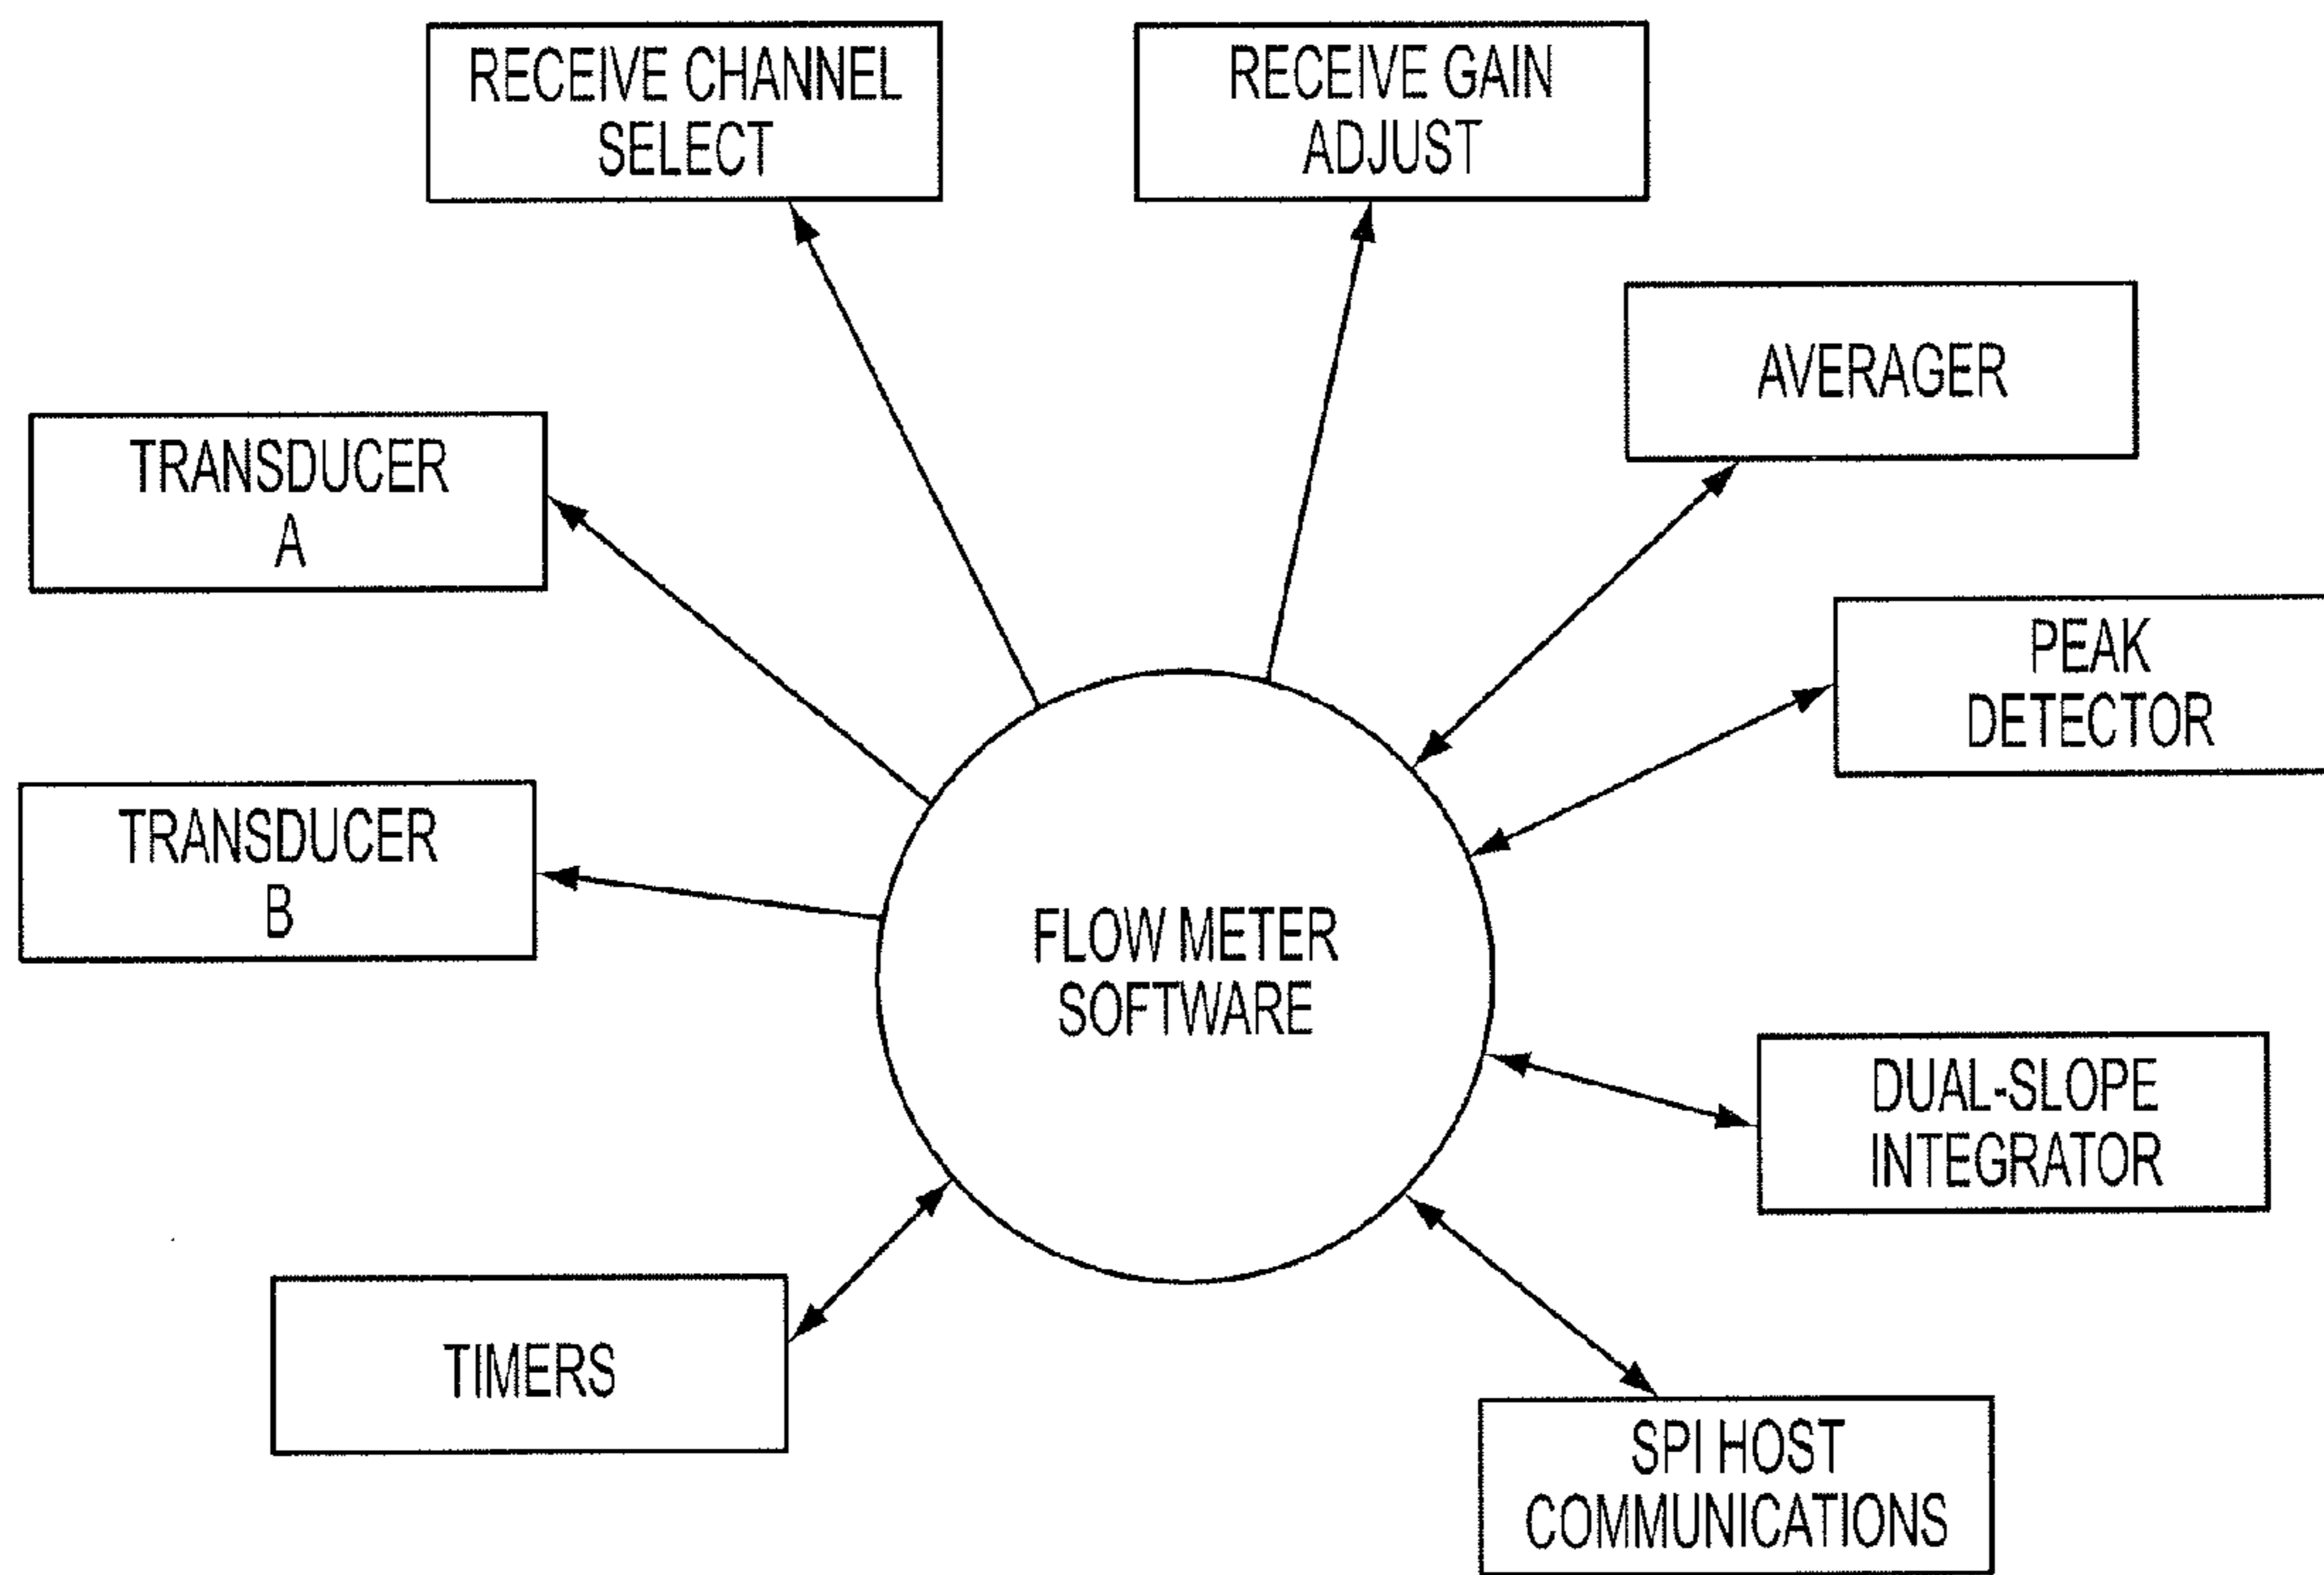 RECEIVE CHANNEL
SELECT
RECEIVE GAIN
ADJUST
AVERAGER
TRANSDUCER
A
PEAK
DETECTOR
TRANSDUCER
B
FLOW METER
SOFTWARE
DUAL-SLOPE
INTEGRATOR
TIMERS
SPI HOST
COMMUNICATIONS